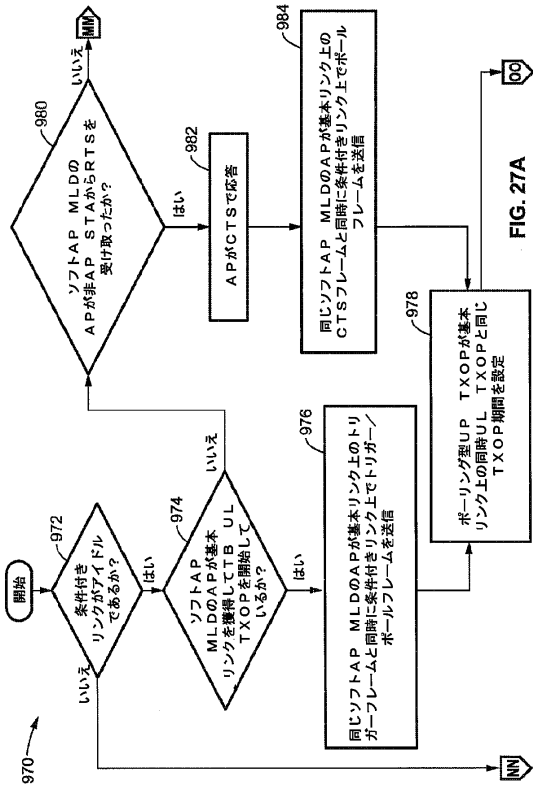 970
開始
972
条件付き
リンクがアイドル
であるか?
いいえ
はい
NN
974
ソフトAP
MLDのAPが基本
リンクを獲得してTB UL
TXOPを開始して
いるか?
いいえ
はい
976
同じソフトAP MLDのAPが基本リンク上のトリ
ガーフレームと同時に条件付きリンク上でトリガー/
ポールフレームを送信
980
ソフトAP MLDの
APが非AP STAからRTSを
受け取ったか?
いいえ
はい
MM
982
APがCTSで応答
984
同じソフトAP MLDのAPが基本リンク上の
CTSフレームと同時に条件付きリンク上でポール
フレームを送信
978
ポーリング型UP TXOPが基本
リンク上の同時UL TXOPと同じ
TXOP期間を設定
OO
FIG. 27A